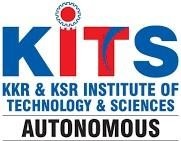 KITS
KKR & KSR INSTITUTE OF
TECHNOLOGY & SCIENCES
AUTONOMOUS